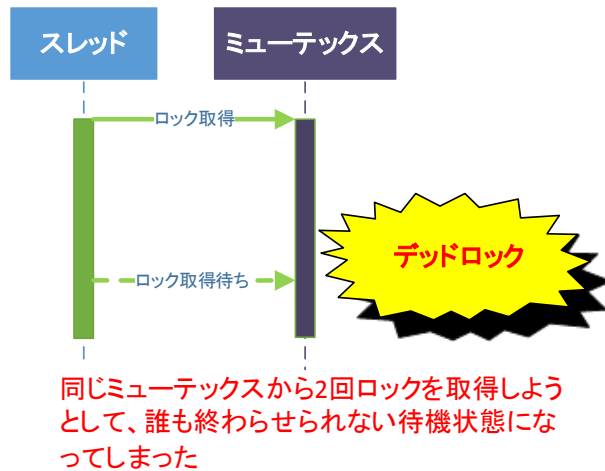 スレッド
ミューテックス
ロック取得
デッドロック
ロック取得待ち
同じミューテックスから2回ロックを取得しよう
として、誰も終わらせられない待機状態にな
ってしまった